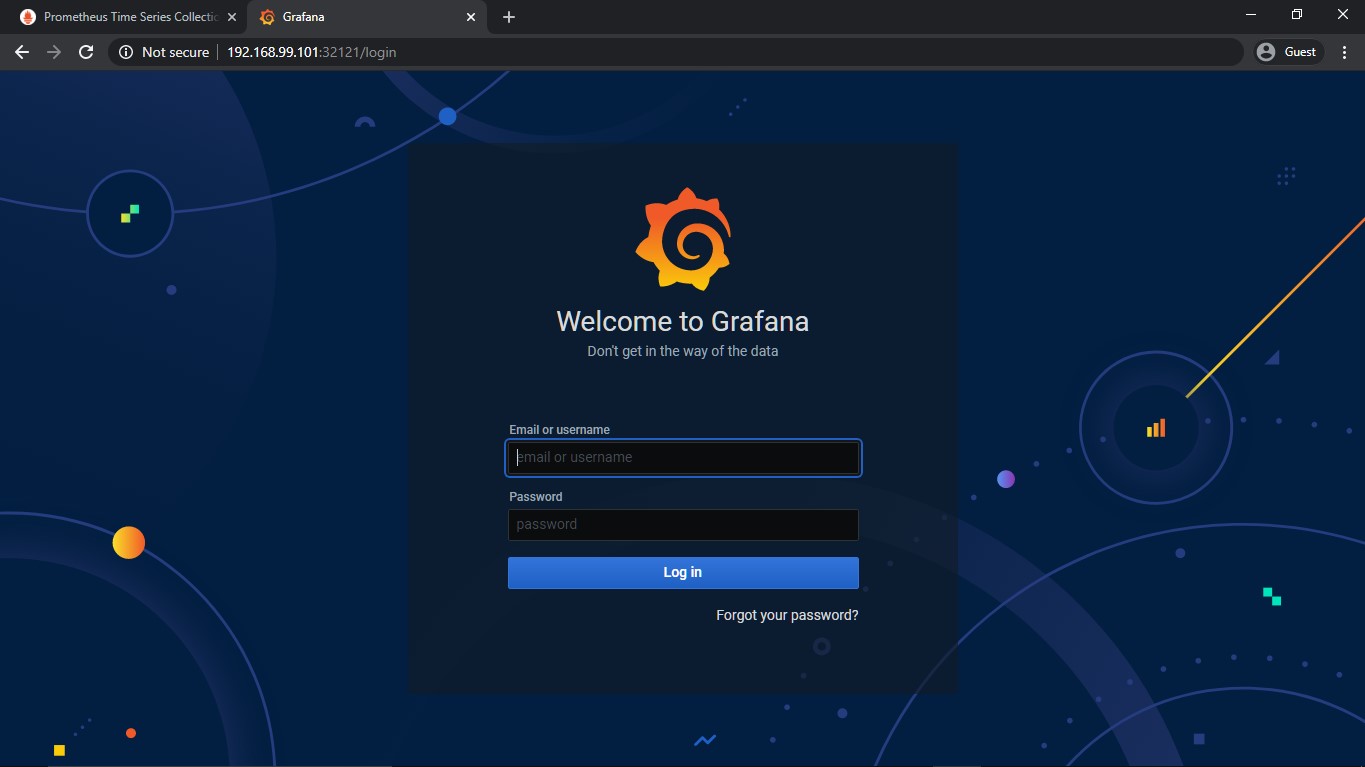 Prometheus Time Series Collectio
Grafana
Not secure
192.168.99.101:32121/login
Guest
Welcome to Grafana
Don't get in the way of the data
Email or username
email or username
Password
password
Log in
Forgot your password?